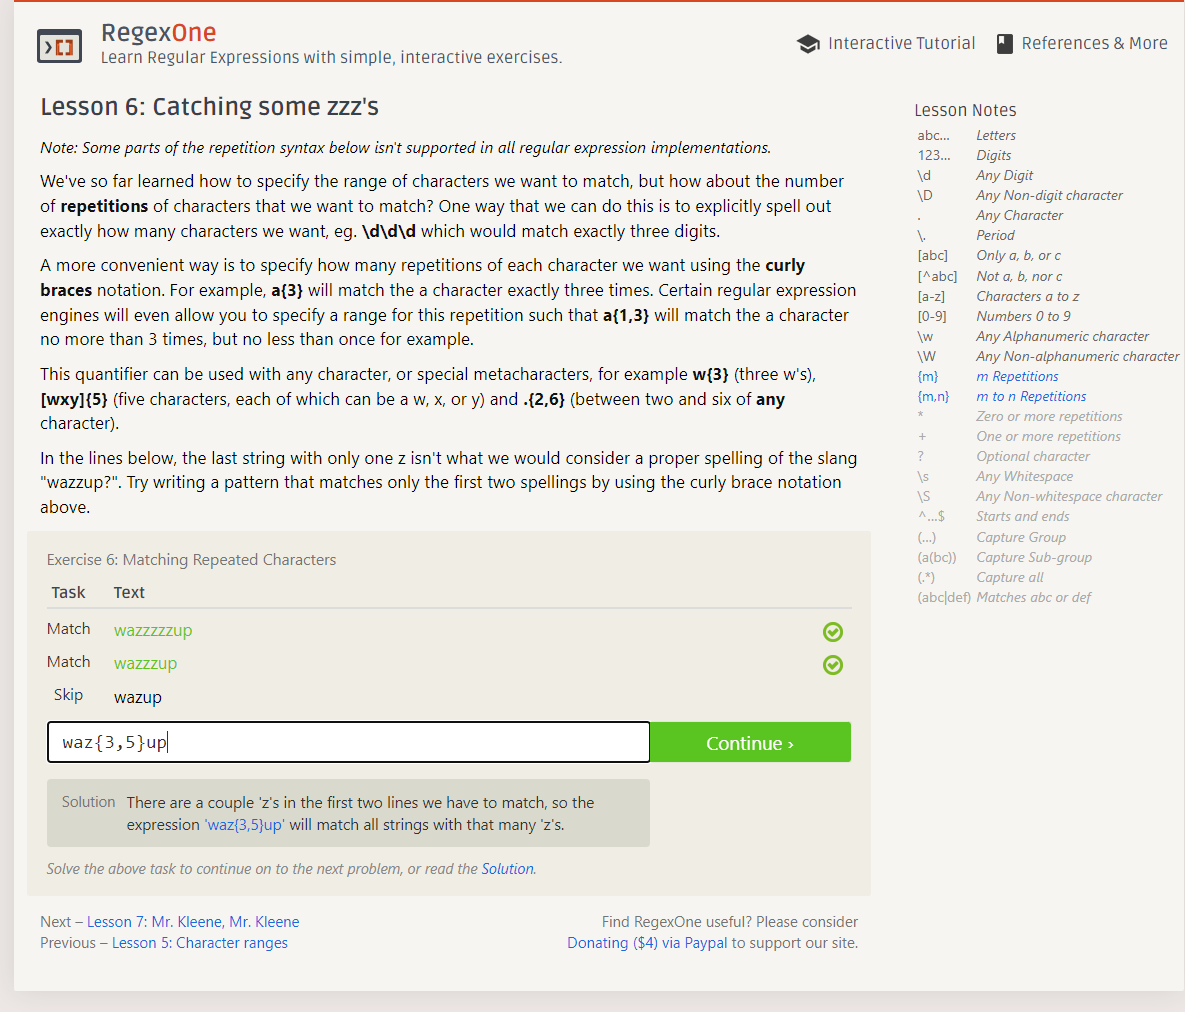 RegexOne
Learn Regular Expressions with simple, interactive exercises.
Interactive Tutorial
References & More
Lesson 6: Catching some zzz's
Note: Some parts of the repetition syntax below isn't supported in all regular expression implementations.
We've so far learned how to specify the range of characters we want to match, but how about the number
of repetitions of characters that we want to match? One way that we can do this is to explicitly spell out
exactly how many characters we want, eg. \d\d\d which would match exactly three digits.
A more convenient way is to specify how many repetitions of each character we want using the curly
braces notation. For example, a{3} will match the a character exactly three times. Certain regular expression
engines will even allow you to specify a range for this repetition such that a{1,3} will match the a character
no more than 3 times, but no less than once for example.
This quantifier can be used with any character, or special metacharacters, for example w{3} (three w's),
[wxy]{5} (five characters, each of which can be a w, x, or y) and .{2,6} (between two and six of any
character).
In the lines below, the last string with only one z isn't what we would consider a proper spelling of the slang
"wazzup?". Try writing a pattern that matches only the first two spellings by using the curly brace notation
above.
Exercise 6: Matching Repeated Characters
Task Text
Match wazzzzzup
Match wazzzup
Skip wazup
waz{3,5}up
Continue ›
Solution There are a couple 'z's in the first two lines we have to match, so the
expression 'waz{3,5}up' will match all strings with that many 'z's.
Solve the above task to continue on to the next problem, or read the Solution.
Next – Lesson 7: Mr. Kleene, Mr. Kleene
Previous – Lesson 5: Character ranges
Find RegexOne useful? Please consider
Donating ($4) via Paypal to support our site.
Lesson Notes
abc... Letters
123... Digits
\d Any Digit
\D Any Non-digit character
. Any Character
\. Period
[abc] Only a, b, or c
[^abc] Not a, b, nor c
[a-z] Characters a to z
[0-9] Numbers 0 to 9
\w Any Alphanumeric character
\W Any Non-alphanumeric character
{m} m Repetitions
{m,n} m to n Repetitions
* Zero or more repetitions
+ One or more repetitions
? Optional character
\s Any Whitespace
\S Any Non-whitespace character
^...$ Starts and ends
(...) Capture Group
(a(bc)) Capture Sub-group
(.*) Capture all
(abc|def) Matches abc or def